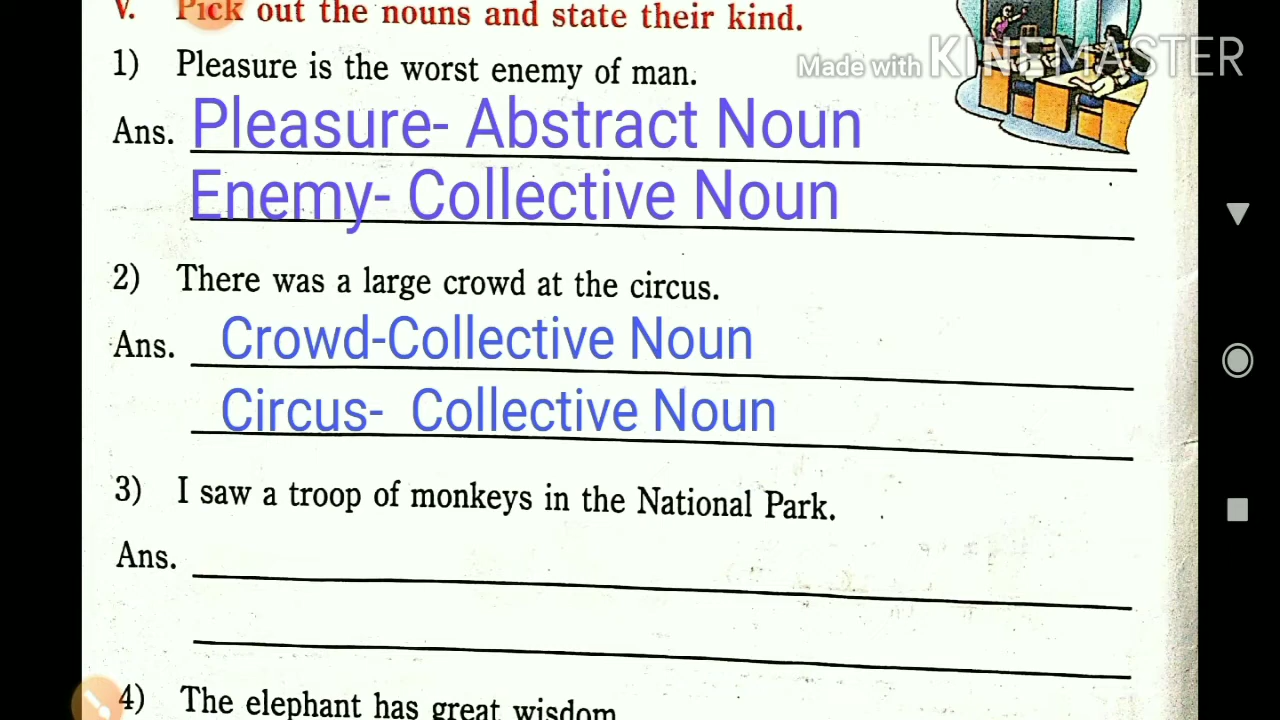 V. Pick out the nouns and state their kind.
Made with KINEMASTER
1) Pleasure is the worst enemy of man.
Ans. Pleasure- Abstract Noun
Enemy- Collective Noun
2) There was a large crowd at the circus.
Ans. Crowd-Collective Noun
Circus- Collective Noun
3) I saw a troop of monkeys in the National Park.
Ans.
4) The elephant has great wisdom